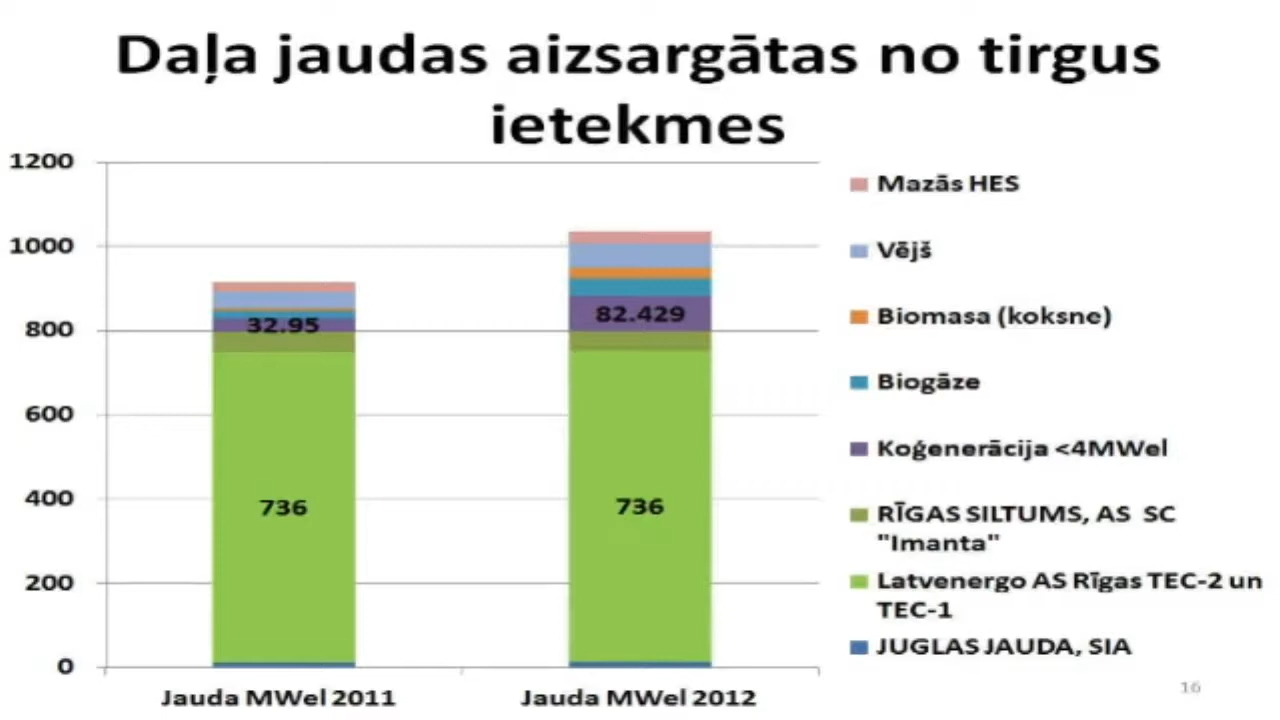 Daļa jaudas aizsargātas no tirgus
ietekmes
1200
1000
800
600
400
200
0
32.95
736
82.429
736
Jauda MWel 2011
Jauda MWel 2012
Mazās HES
Vējš
Biomasa (koksne)
Biogāze
Koģenerācija <4MWel
RĪGAS SILTUMS, AS SC
"Imanta"
Latvenergo AS Rīgas TEC-2 un
TEC-1
JUGLAS JAUDA, SIA
16